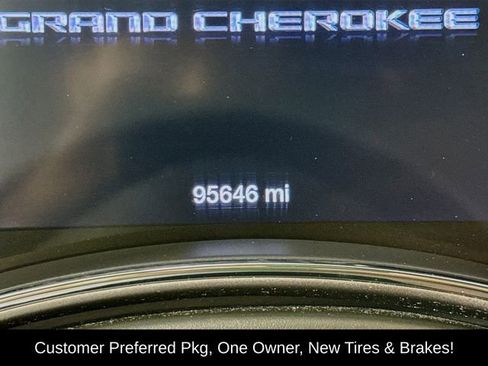 GRAND CHEROKEE
95646 mi
Customer Preferred Pkg, One Owner, New Tires & Brakes!